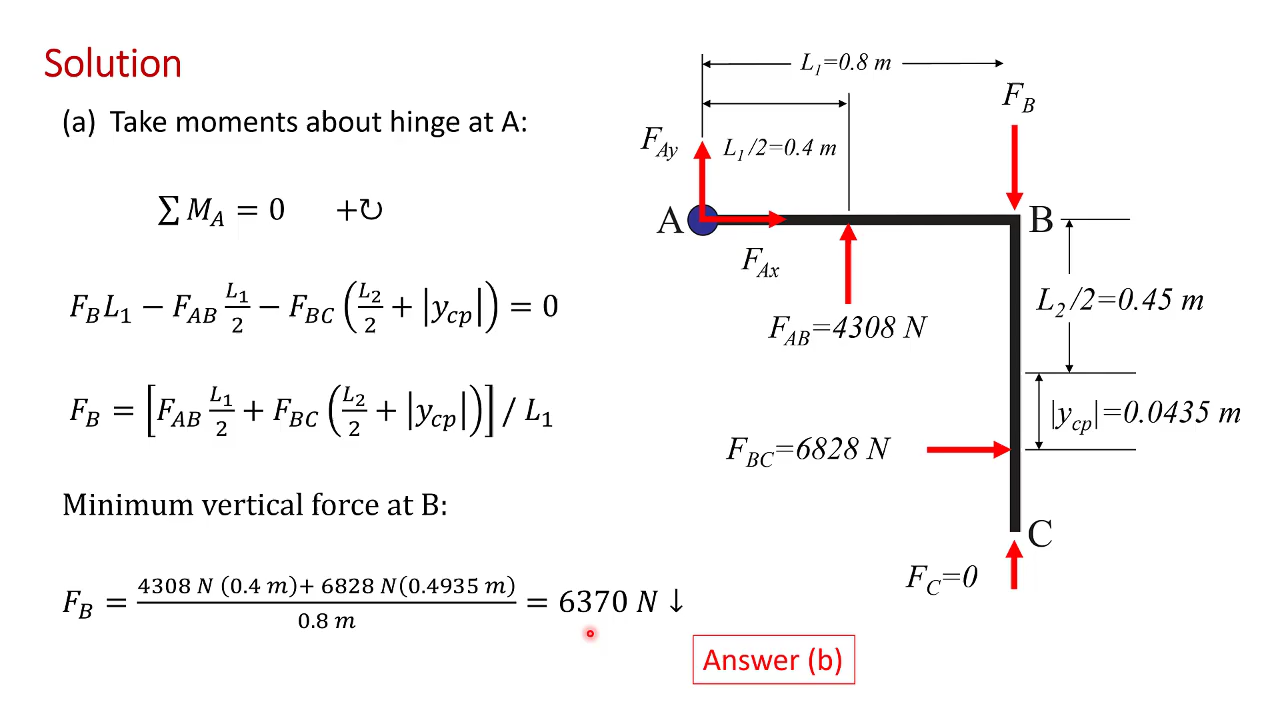 Solution
(a) Take moments about hinge at A:
∑ M_A = 0 +↻
F_B L_1 − F_AB L_1/2 − F_BC (L_2/2 + |y_cp|) = 0
F_B = [F_AB L_1/2 + F_BC (L_2/2 + |y_cp|)] / L_1
Minimum vertical force at B:
F_B = (4308 N (0.4 m)+ 6828 N(0.4935 m))/(0.8 m) = 6370 N ↓
Answer (b)
L_1=0.8 m
F_B
F_Ay
L_1 /2=0.4 m
A
B
F_Ax
L_2 /2=0.45 m
F_AB=4308 N
|y_cp|=0.0435 m
F_BC=6828 N
C
F_C=0